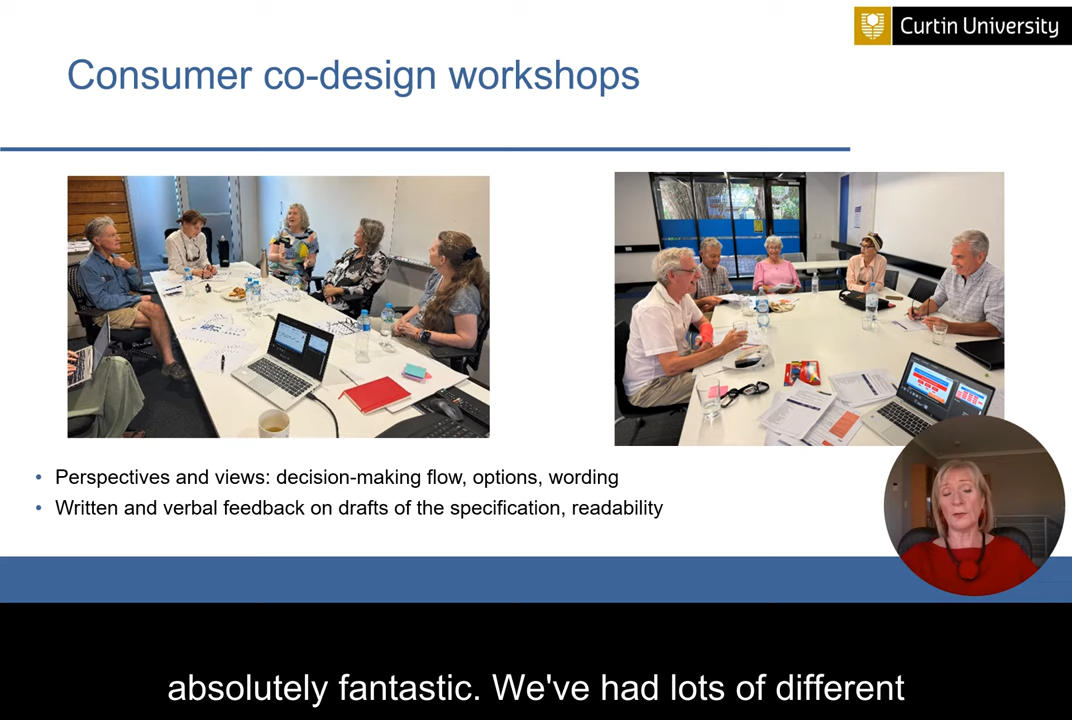 Curtin University
Consumer co-design workshops
• Perspectives and views: decision-making flow, options, wording
• Written and verbal feedback on drafts of the specification, readability
absolutely fantastic. We've had lots of different